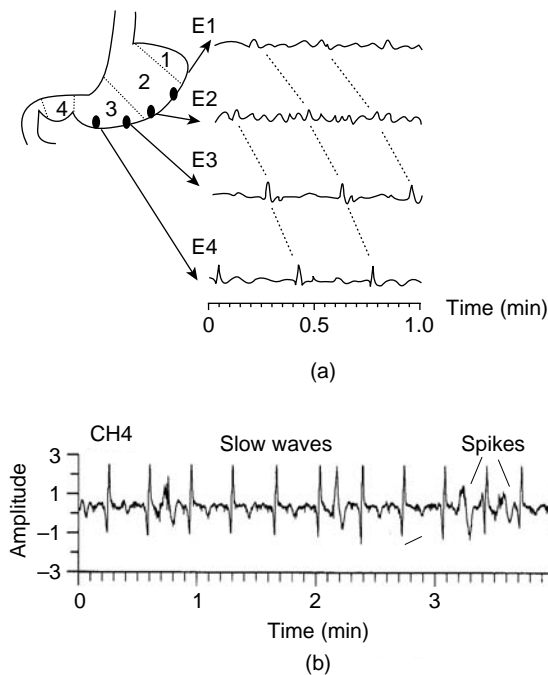 E1
1
2
E2
4
3
E3
E4
Time (min)
0
0.5
1.0
(a)
3
CH4
Slow waves
Spikes
Amplitude
1
–1
–3
0
1
2
3
Time (min)
(b)